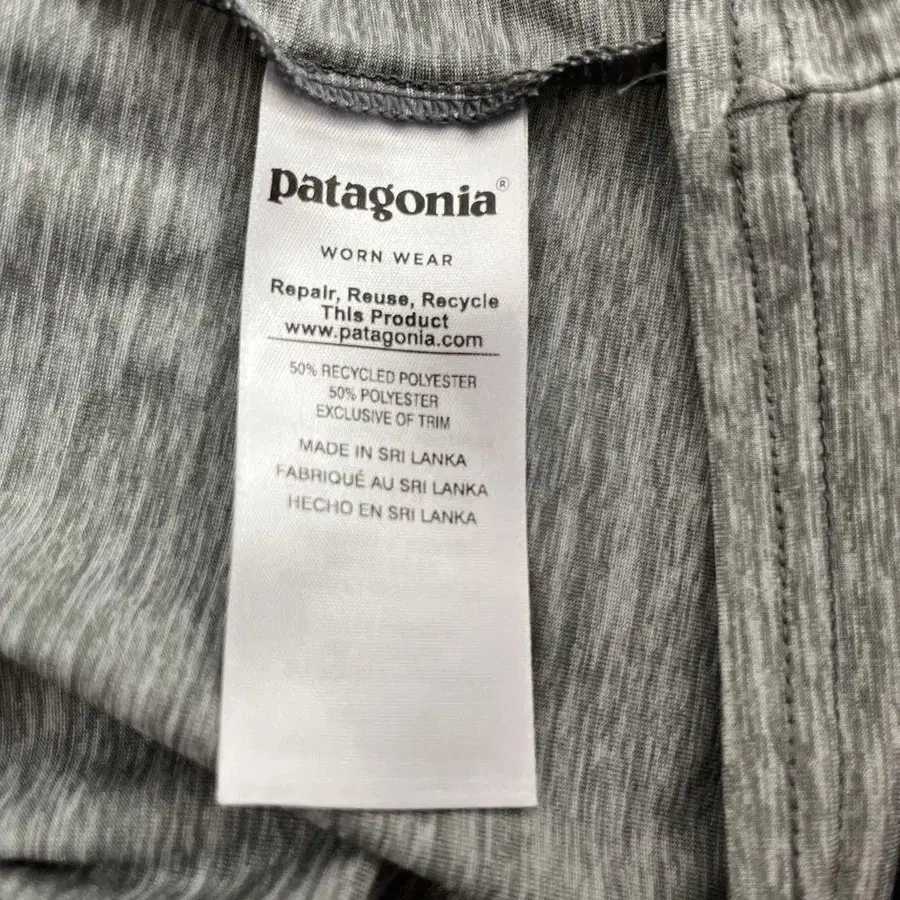 patagonia®
WORN WEAR
Repair, Reuse, Recycle
This Product
www.patagonia.com
50% RECYCLED POLYESTER
50% POLYESTER
EXCLUSIVE OF TRIM
MADE IN SRI LANKA
FABRIQUÉ AU SRI LANKA
HECHO EN SRI LANKA